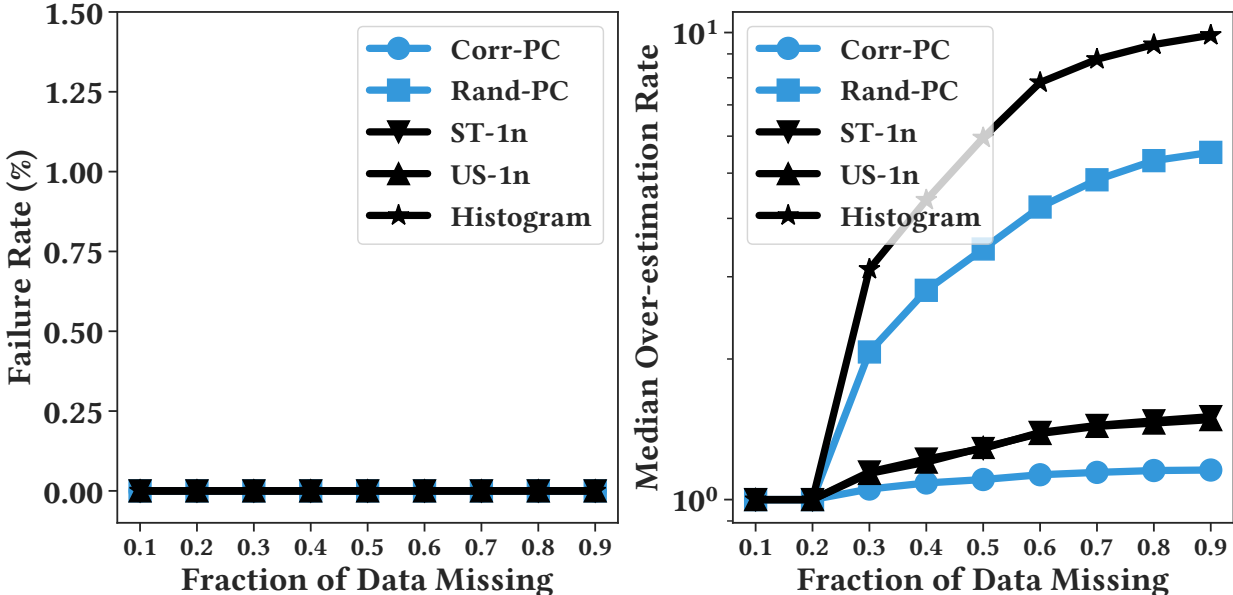 Failure Rate (%)
1.50
1.25
1.00
0.75
0.50
0.25
0.00
Corr-PC
Rand-PC
ST-1n
US-1n
Histogram
0.1 0.2 0.3 0.4 0.5 0.6 0.7 0.8 0.9
Fraction of Data Missing
Median Over-estimation Rate
10¹
10⁰
Corr-PC
Rand-PC
ST-1n
US-1n
Histogram
0.1 0.2 0.3 0.4 0.5 0.6 0.7 0.8 0.9
Fraction of Data Missing